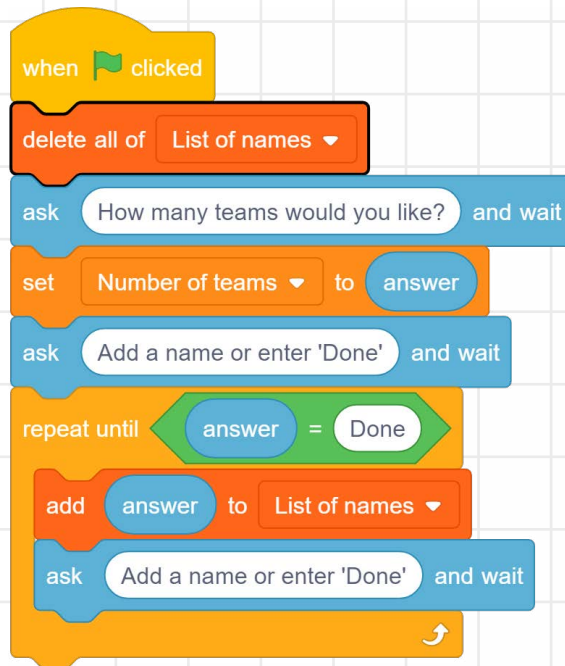 when clicked
delete all of List of names
ask How many teams would you like? and wait
set Number of teams to answer
ask Add a name or enter 'Done' and wait
repeat until answer = Done
add answer to List of names
ask Add a name or enter 'Done' and wait